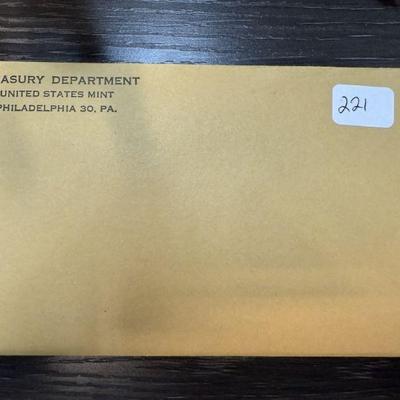 ASURY DEPARTMENT
UNITED STATES MINT
PHILADELPHIA 30, PA.
221